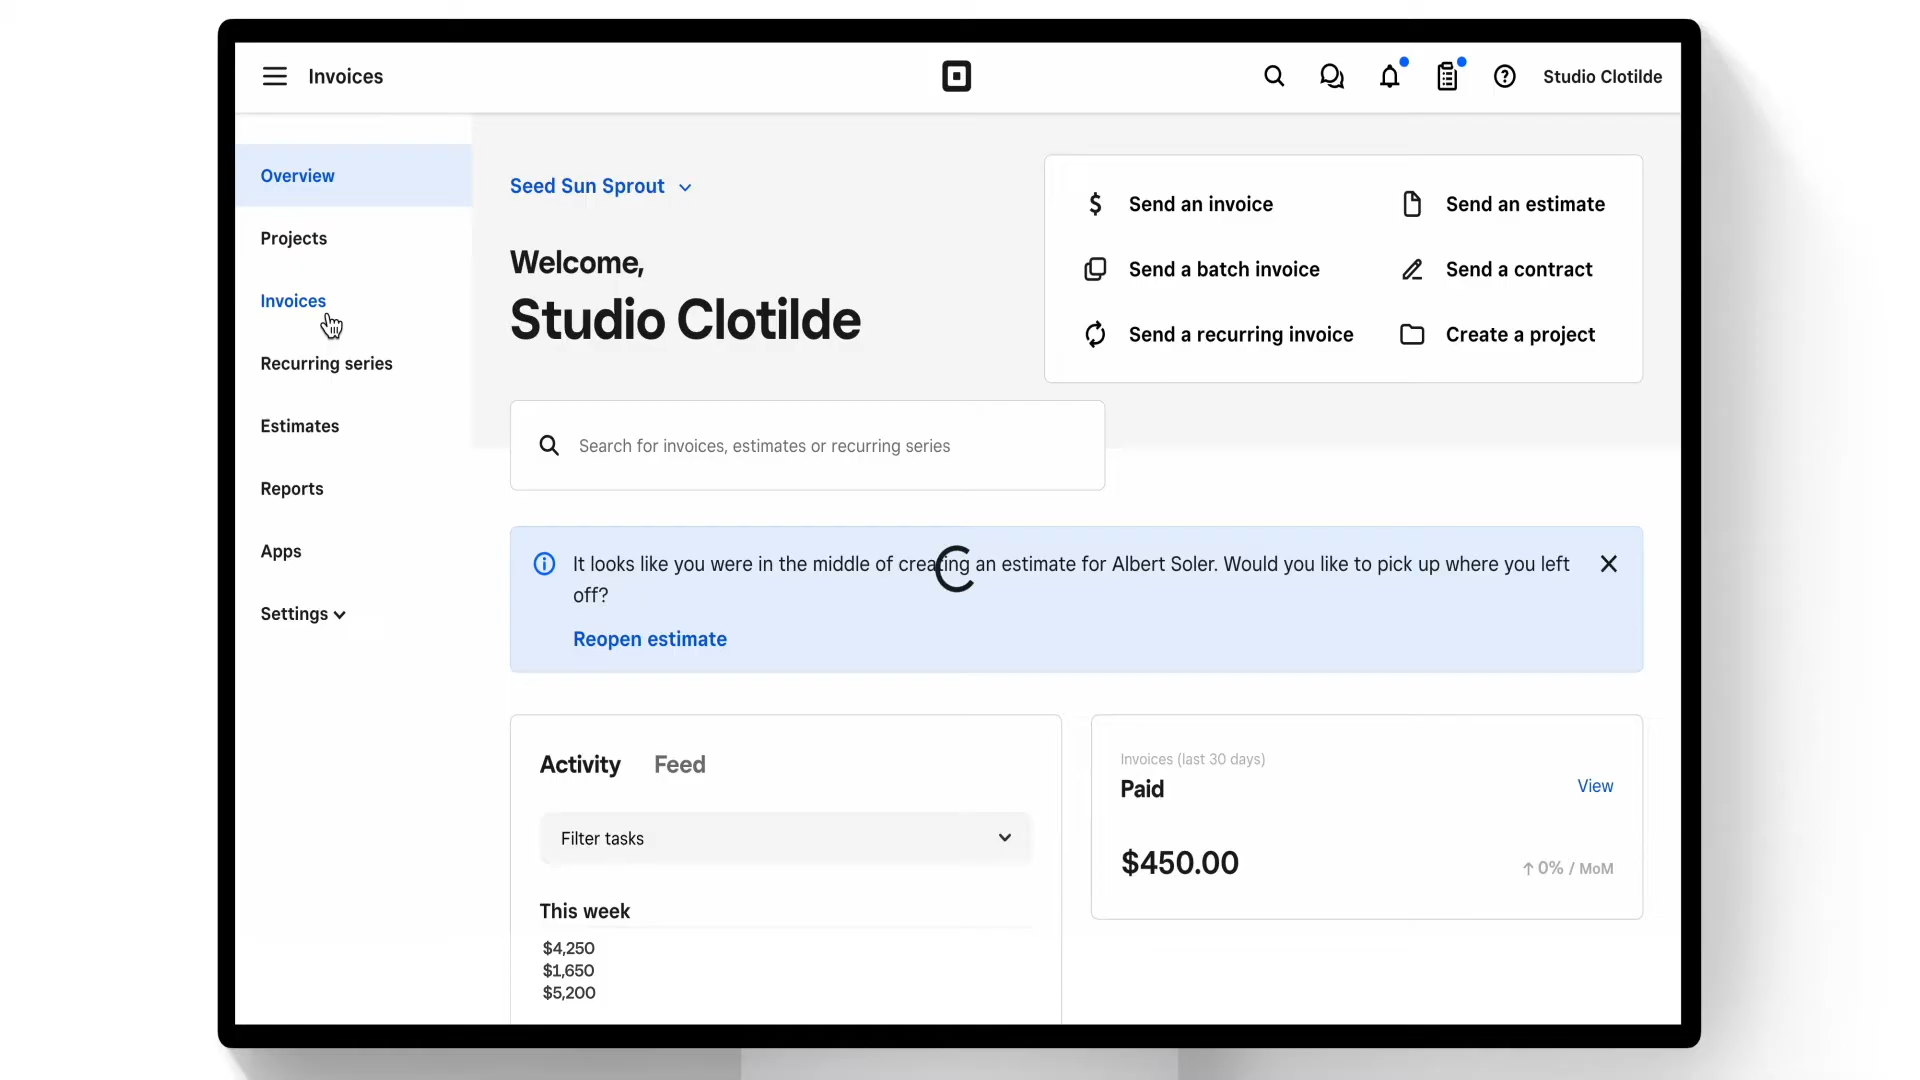 Invoices
Studio Clotilde
Overview
Projects
Invoices
Recurring series
Estimates
Reports
Apps
Settings
Seed Sun Sprout
Welcome,
Studio Clotilde
$ Send an invoice
Send an estimate
Send a batch invoice
Send a contract
Send a recurring invoice
Create a project
Search for invoices, estimates or recurring series
It looks like you were in the middle of creating an estimate for Albert Soler. Would you like to pick up where you left
off?
Reopen estimate
Activity Feed
Filter tasks
This week
$4,250
$1,650
$5,200
Invoices (last 30 days)
Paid
View
$450.00
↑ 0% / MoM